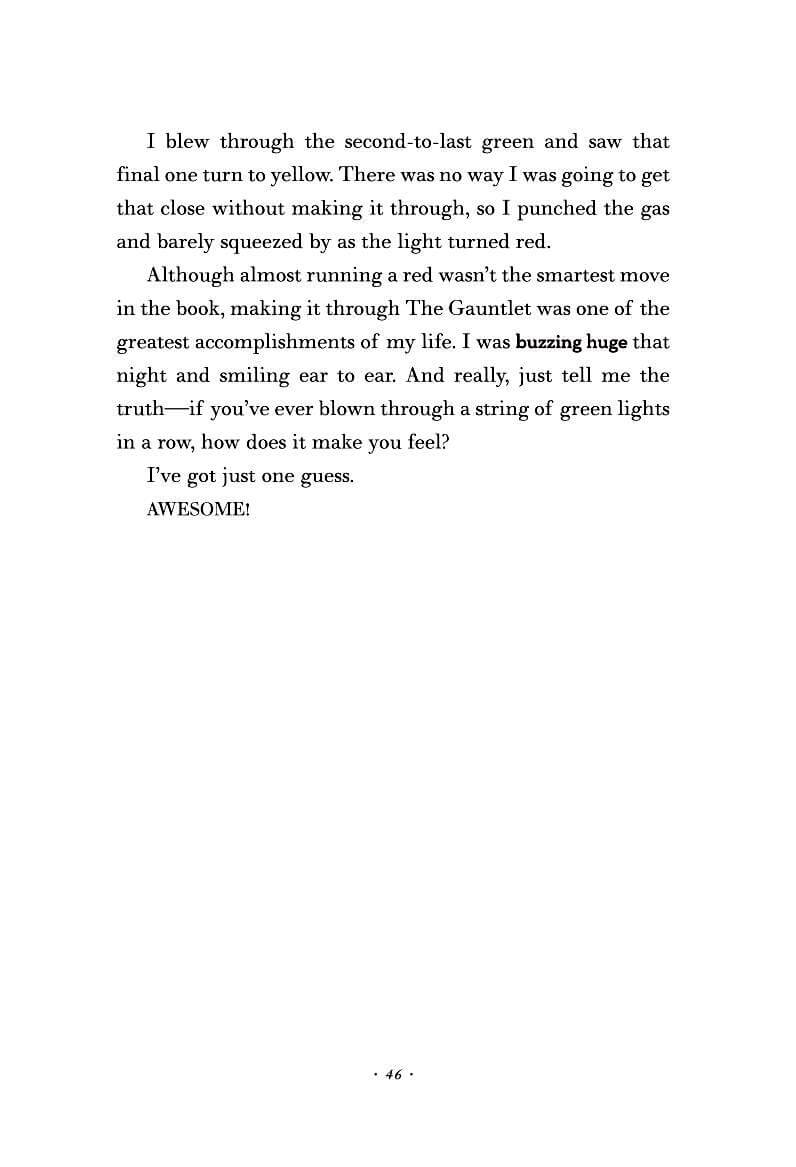 I blew through the second-to-last green and saw that
final one turn to yellow. There was no way I was going to get
that close without making it through, so I punched the gas
and barely squeezed by as the light turned red.
Although almost running a red wasn’t the smartest move
in the book, making it through The Gauntlet was one of the
greatest accomplishments of my life. I was buzzing huge that
night and smiling ear to ear. And really, just tell me the
truth—if you’ve ever blown through a string of green lights
in a row, how does it make you feel?
I’ve got just one guess.
AWESOME!
· 46 ·